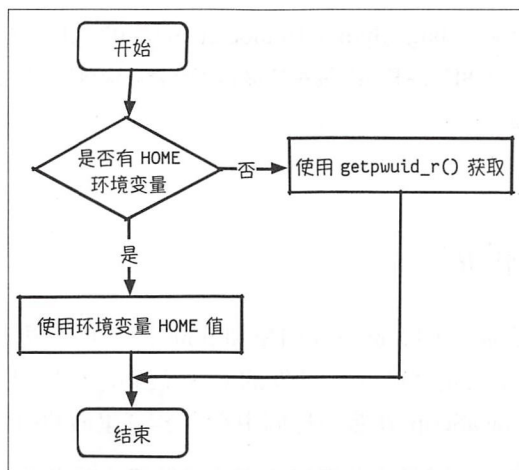 开始
是否有 HOME
环境变量
否
使用 getpwuid_r() 获取
是
使用环境变量 HOME 值
结束